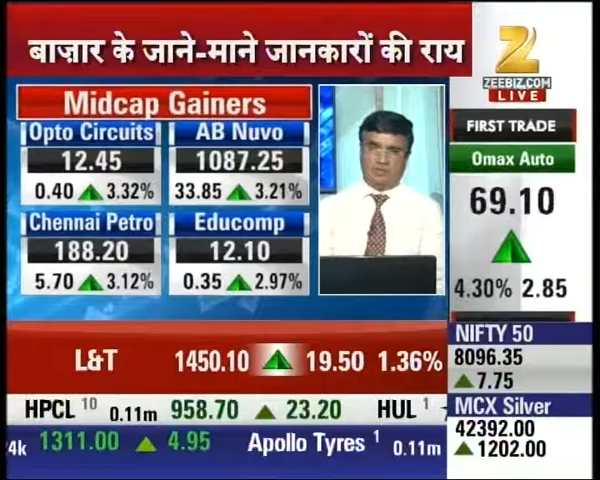 बाज़ार के जाने-माने जानकारों की राय
ZEEBIZ.COM
LIVE
Midcap Gainers
Opto Circuits
12.45
0.40 3.32%
AB Nuvo
1087.25
33.85 3.21%
Chennai Petro
188.20
5.70 3.12%
Educomp
12.10
0.35 2.97%
FIRST TRADE
Omax Auto
69.10
4.30% 2.85
L&T 1450.10 19.50 1.36%
NIFTY 50
8096.35
7.75
HPCL 10 0.11m 958.70 23.20 HUL 1
MCX Silver
42392.00
1202.00
4k 1311.00 4.95 Apollo Tyres 1 0.11m